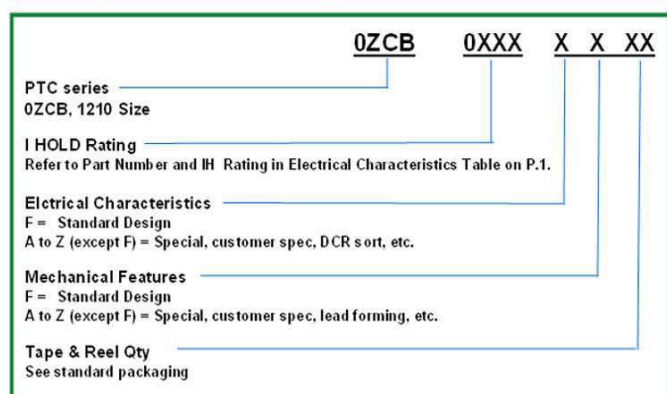 0ZCB 0XXX X X XX
PTC series
0ZCB, 1210 Size
I HOLD Rating
Refer to Part Number and IH Rating in Electrical Characteristics Table on P.1.
Elctrical Characteristics
F = Standard Design
A to Z (except F) = Special, customer spec, DCR sort, etc.
Mechanical Features
F = Standard Design
A to Z (except F) = Special, customer spec, lead forming, etc.
Tape & Reel Qty
See standard packaging